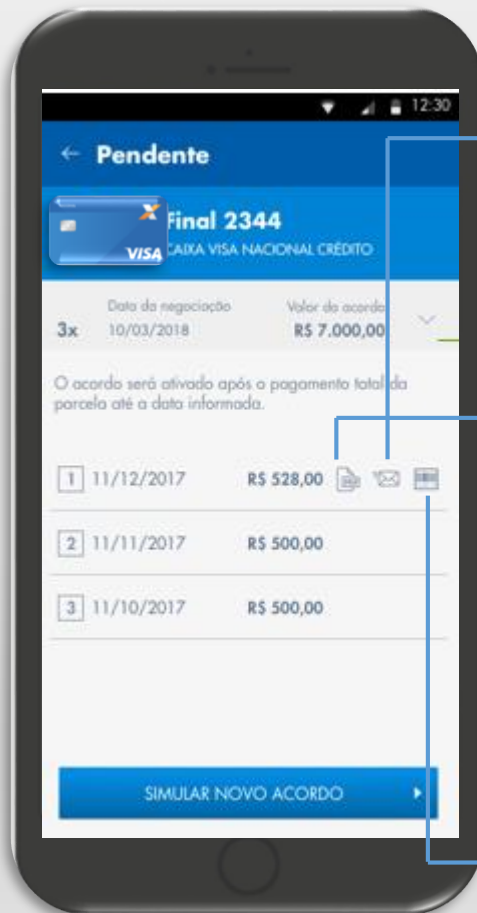 12:30
← Pendente
VISA
Final 2344
CAIXA VISA NACIONAL CRÉDITO
Data da negociação
Valor do acordo
3x
10/03/2018
R$ 7.000,00
O acordo será ativado após o pagamento total da
parcela até a data informada.
1 11/12/2017 R$ 528,00
2 11/11/2017 R$ 500,00
3 11/10/2017 R$ 500,00
SIMULAR NOVO ACORDO